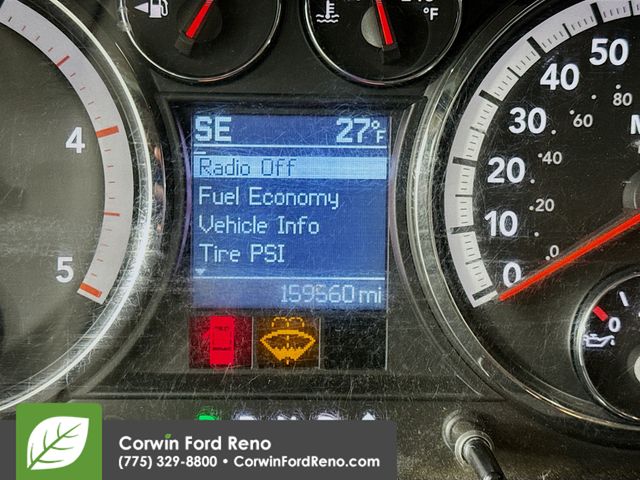 °F
4
5
SE 27°F
Radio Off
Fuel Economy
Vehicle Info
Tire PSI
159560 mi
50
40
30
20
10
0
80
60
40
20
0
M
0
Corwin Ford Reno
(775) 329-8800 • CorwinFordReno.com